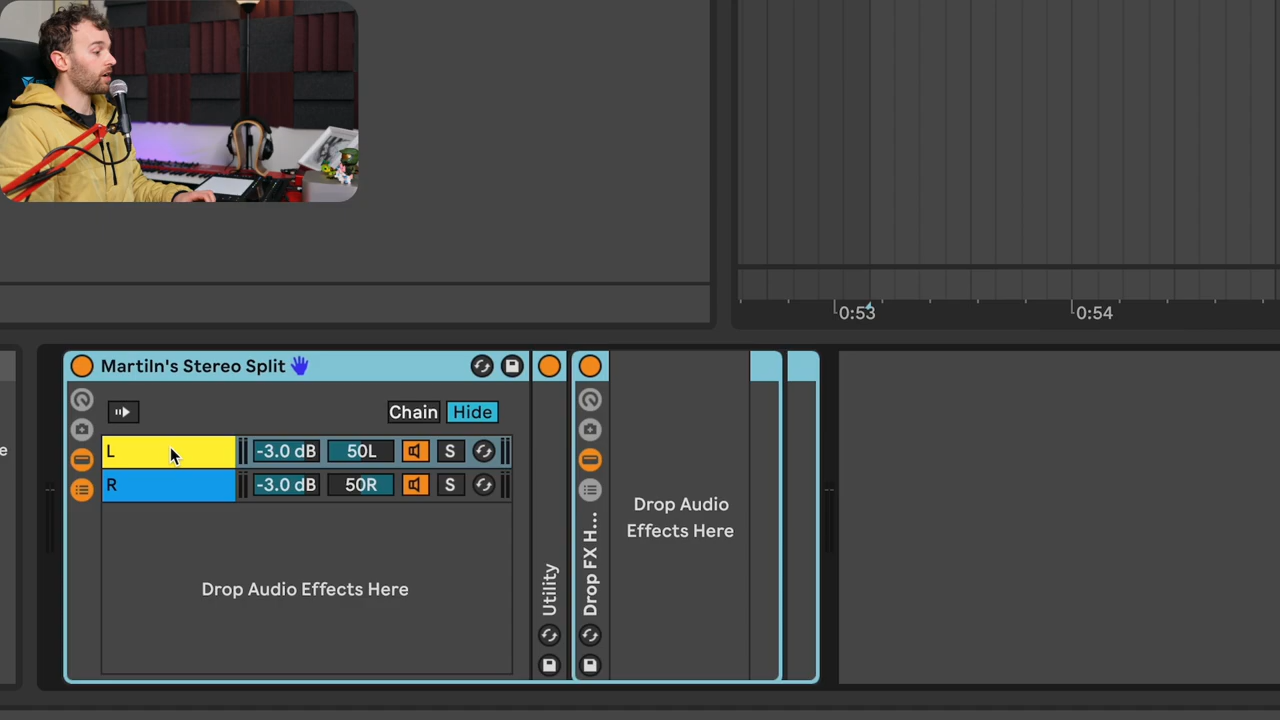 0:53
0:54
Martiln's Stereo Split
Chain
Hide
L
-3.0 dB
50L
S
R
-3.0 dB
50R
S
Drop Audio Effects Here
Utility
Drop FX H...
Drop Audio
Effects Here
e